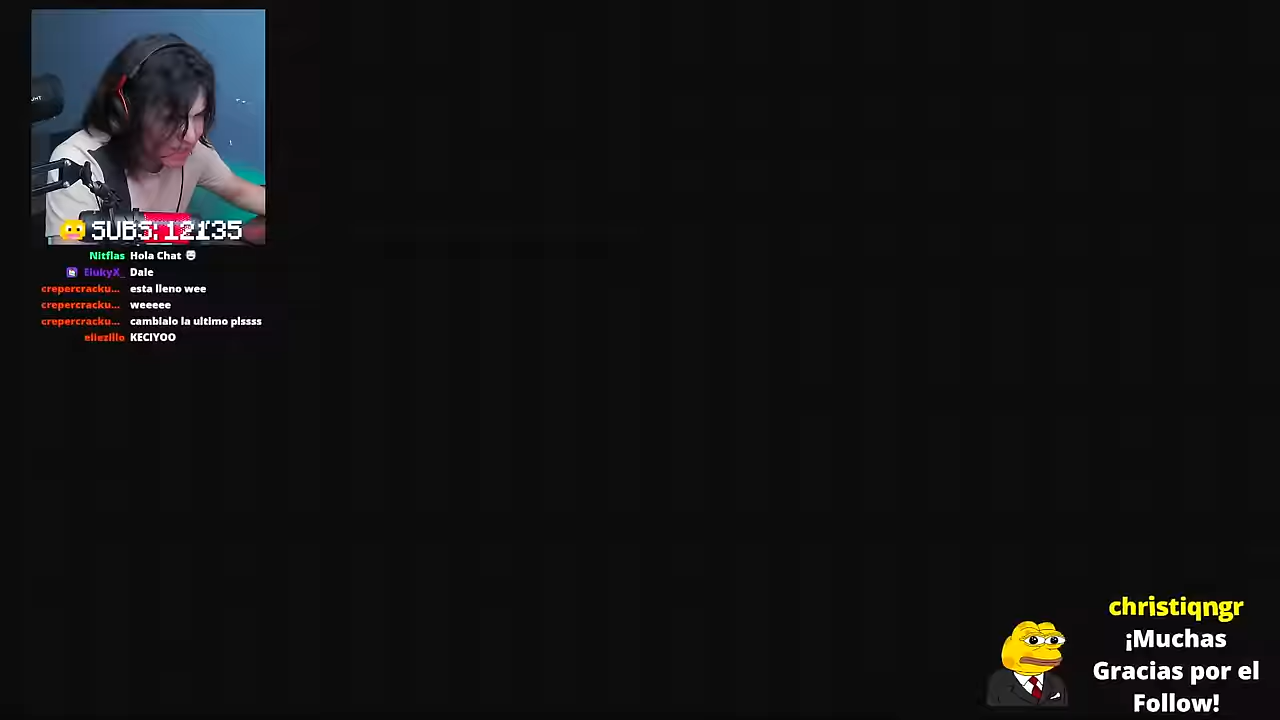 SUBS:
Nitflas Hola Chat
ElukyX_ Dale
crepercracku... esta lleno wee
crepercracku... weeeee
crepercracku... cambialo la ultimo plssss
eliezillo KECIYOO
christiqngr
¡Muchas
Gracias por el
Follow!